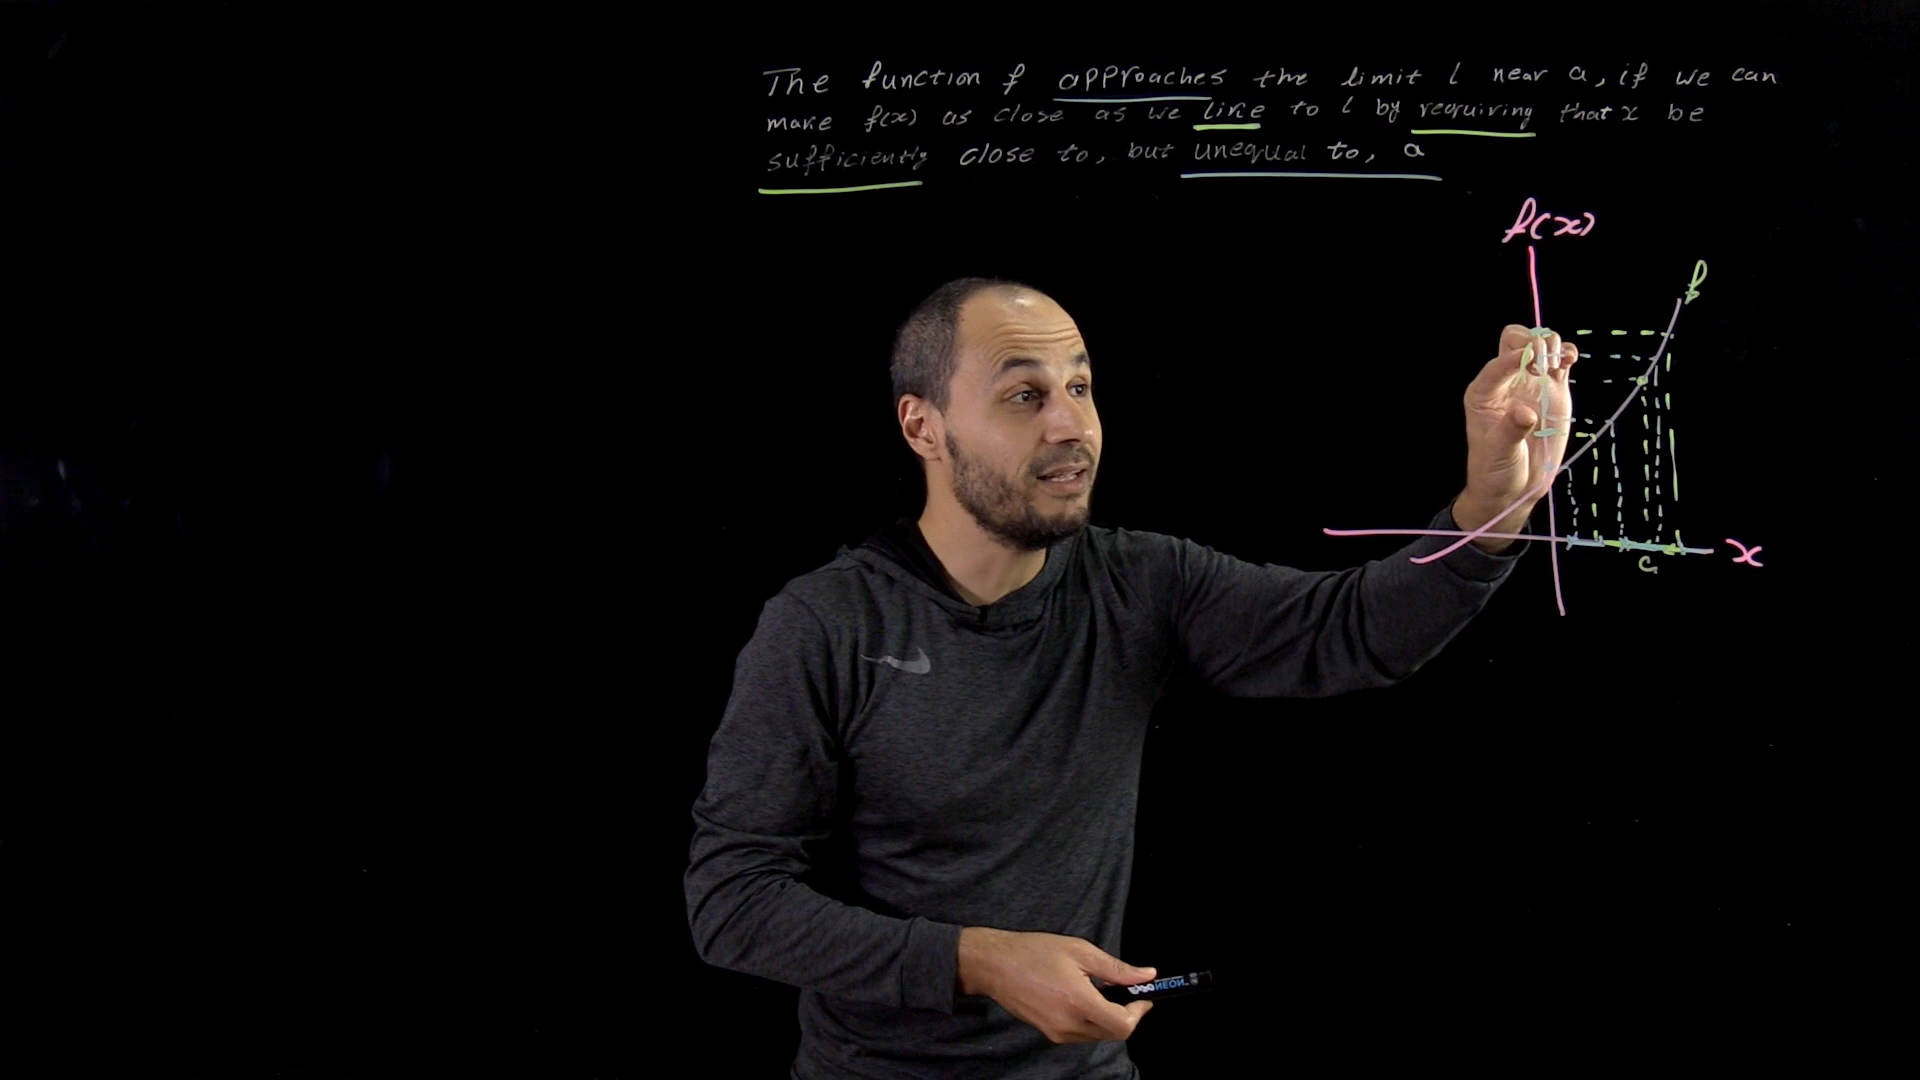 The function f approaches the limit l near a, if we can
make f(x) as close as we like to l by requiring that x be
sufficiently close to, but unequal to, a
f(x)
f
x
a
NEON